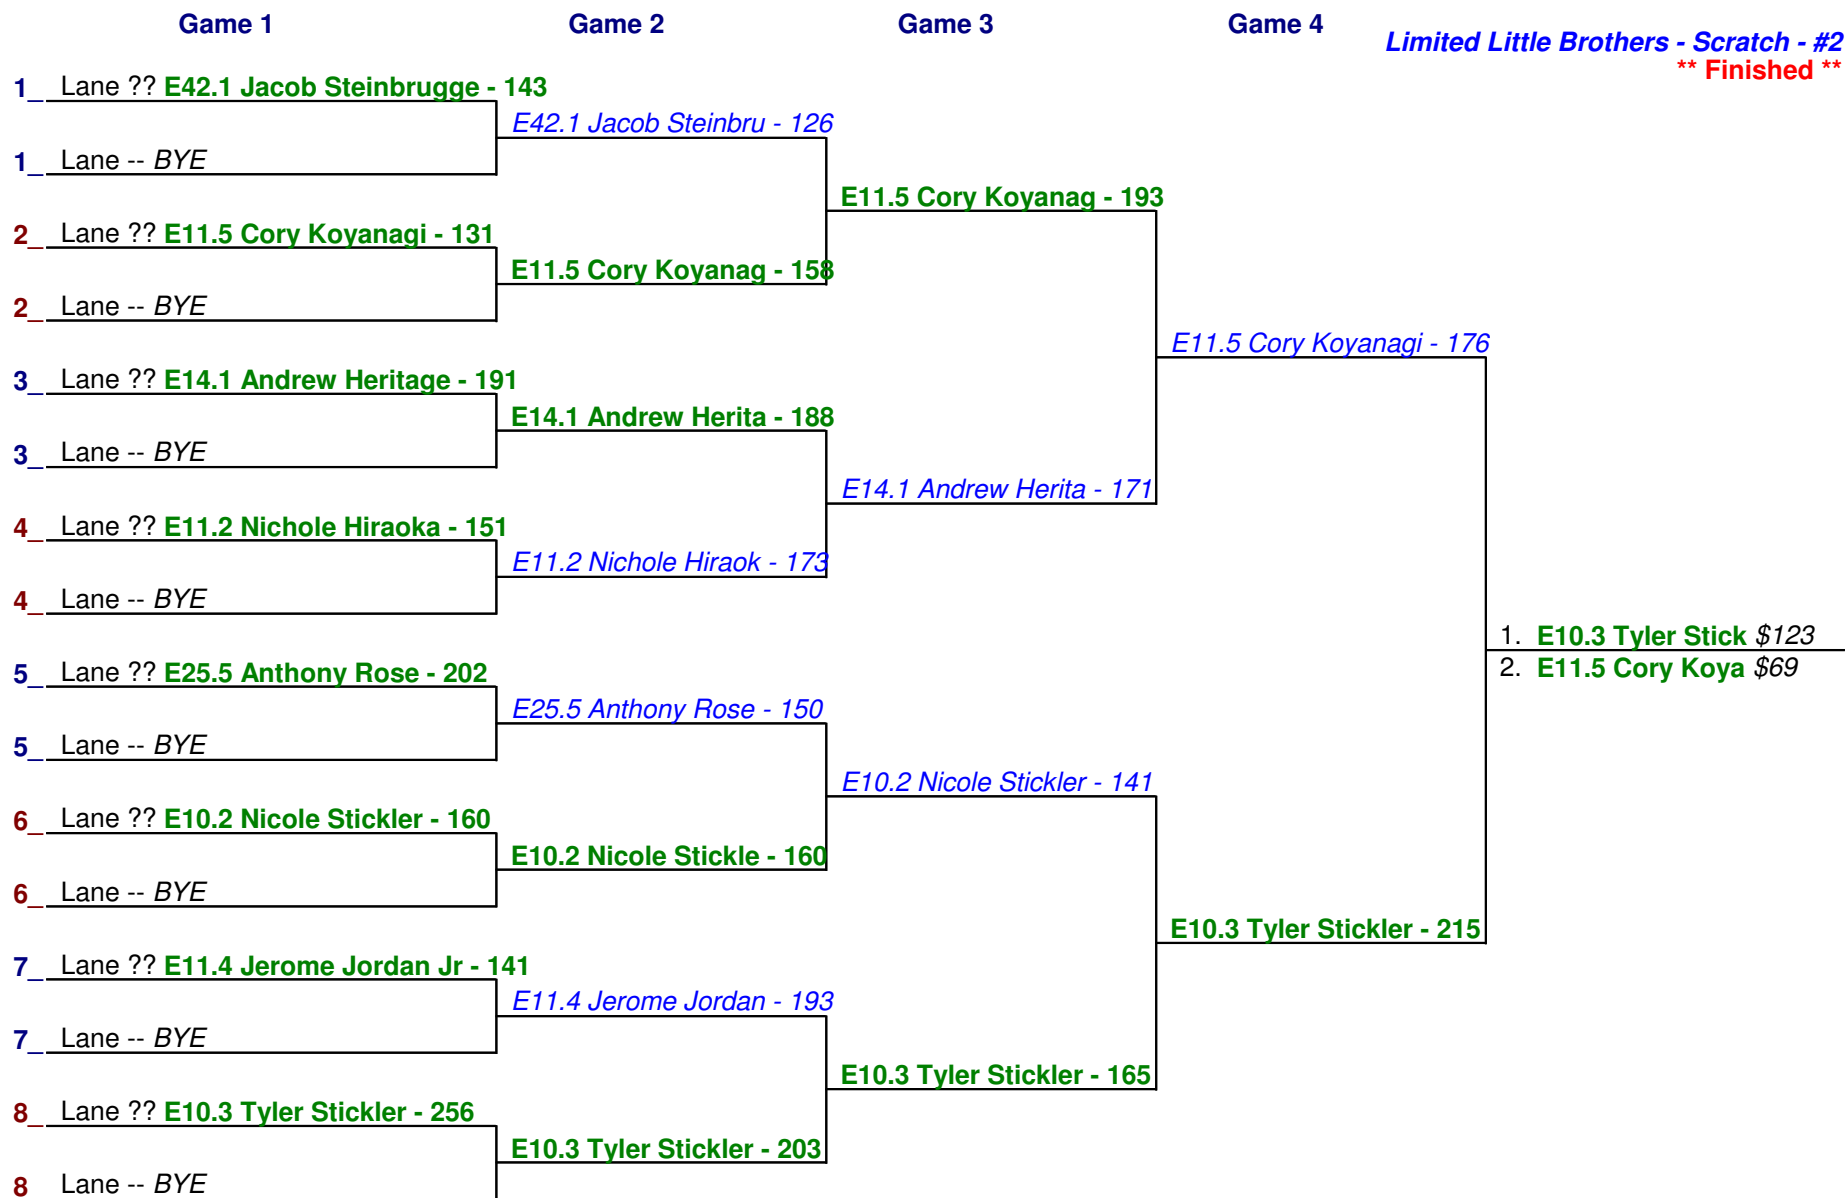 Game 1 Game 2 Game 3 Game 4
Limited Little Brothers - Scratch - #2
** Finished **
1_ Lane ?? E42.1 Jacob Steinbrugge - 143
E42.1 Jacob Steinbru - 126
1_ Lane -- BYE
E11.5 Cory Koyanag - 193
2_ Lane ?? E11.5 Cory Koyanagi - 131
E11.5 Cory Koyanag - 158
2_ Lane -- BYE
E11.5 Cory Koyanagi - 176
3_ Lane ?? E14.1 Andrew Heritage - 191
E14.1 Andrew Herita - 188
3_ Lane -- BYE
E14.1 Andrew Herita - 171
4_ Lane ?? E11.2 Nichole Hiraoka - 151
E11.2 Nichole Hiraok - 173
4_ Lane -- BYE
1. E10.3 Tyler Stick $123
2. E11.5 Cory Koya $69
5_ Lane ?? E25.5 Anthony Rose - 202
E25.5 Anthony Rose - 150
5_ Lane -- BYE
E10.2 Nicole Stickler - 141
6_ Lane ?? E10.2 Nicole Stickler - 160
E10.2 Nicole Stickle - 160
6_ Lane -- BYE
E10.3 Tyler Stickler - 215
7_ Lane ?? E11.4 Jerome Jordan Jr - 141
E11.4 Jerome Jordan - 193
7_ Lane -- BYE
E10.3 Tyler Stickler - 165
8_ Lane ?? E10.3 Tyler Stickler - 256
E10.3 Tyler Stickler - 203
8 Lane -- BYE